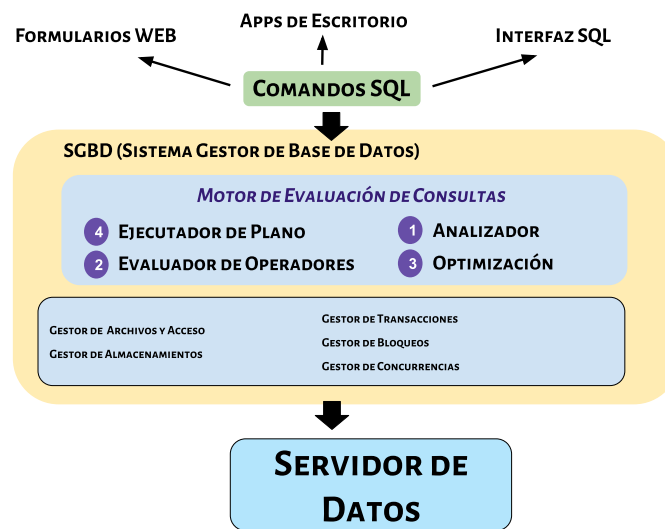 Formularios WEB
Apps de Escritorio
Interfaz SQL
Comandos SQL
SGBD (Sistema Gestor de Base de Datos)
Motor de Evaluación de Consultas
4 Ejecutador de Plano
1 Analizador
2 Evaluador de Operadores
3 Optimización
Gestor de Archivos y Acceso
Gestor de Almacenamientos
Gestor de Transacciones
Gestor de Bloqueos
Gestor de Concurrencias
Servidor de
Datos